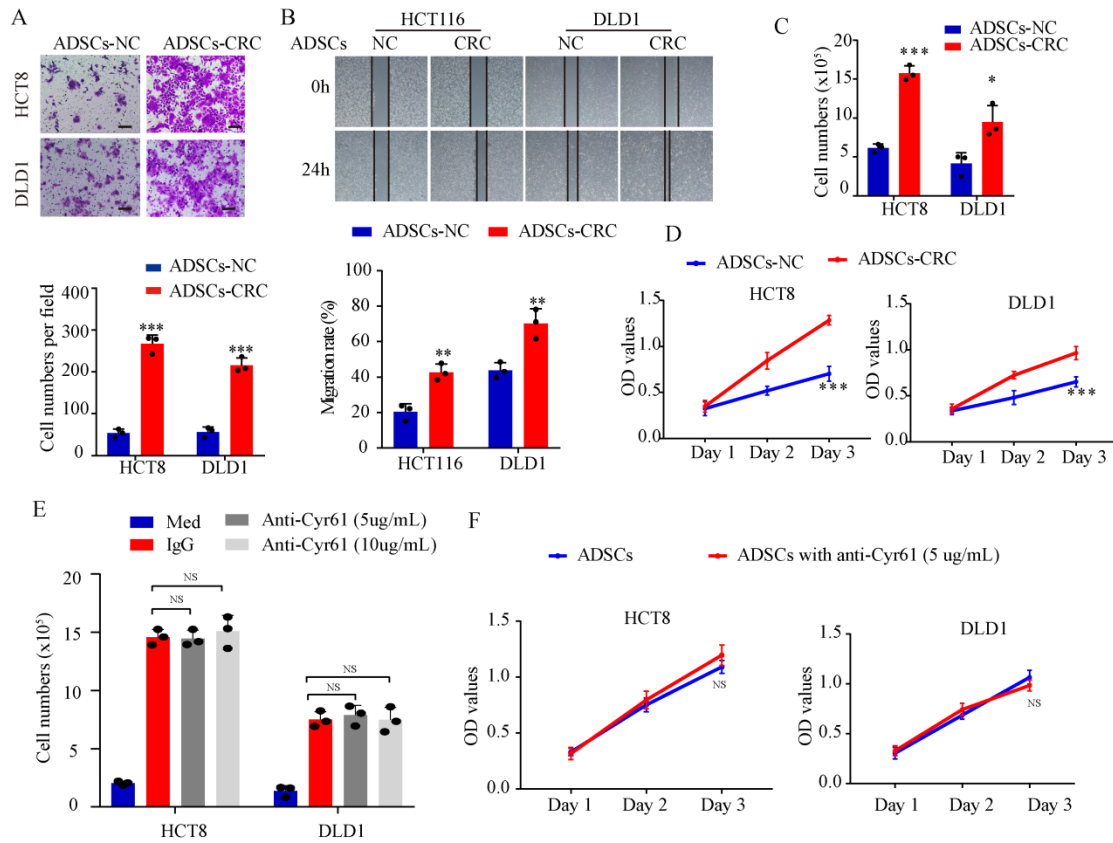 A
ADSCs-NC ADSCs-CRC
HCT8
DLD1
ADSCs-NC
ADSCs-CRC
Cell numbers per field
400
300
200
100
0
***
***
HCT8 DLD1
B
HCT116 DLD1
ADSCs NC CRC NC CRC
0h
24h
ADSCs-NC ADSCs-CRC
Migration rate (%)
100
80
60
40
20
0
**
**
HCT116 DLD1
C
ADSCs-NC
ADSCs-CRC
Cell numbers (x10⁵)
20
15
10
5
0
***
*
HCT8 DLD1
D
ADSCs-NC ADSCs-CRC
HCT8
OD values
1.5
1.0
0.5
0.0
***
Day 1 Day 2 Day 3
DLD1
OD values
1.5
1.0
0.5
0.0
***
Day 1 Day 2 Day 3
E
Med Anti-Cyr61 (5ug/mL)
IgG Anti-Cyr61 (10ug/mL)
Cell numbers (x10⁵)
20
15
10
5
0
NS
NS
NS
NS
HCT8 DLD1
F
ADSCs ADSCs with anti-Cyr61 (5 ug/mL)
HCT8
OD values
1.5
1.0
0.5
0.0
NS
Day 1 Day 2 Day 3
DLD1
OD values
1.5
1.0
0.5
0.0
NS
Day 1 Day 2 Day 3